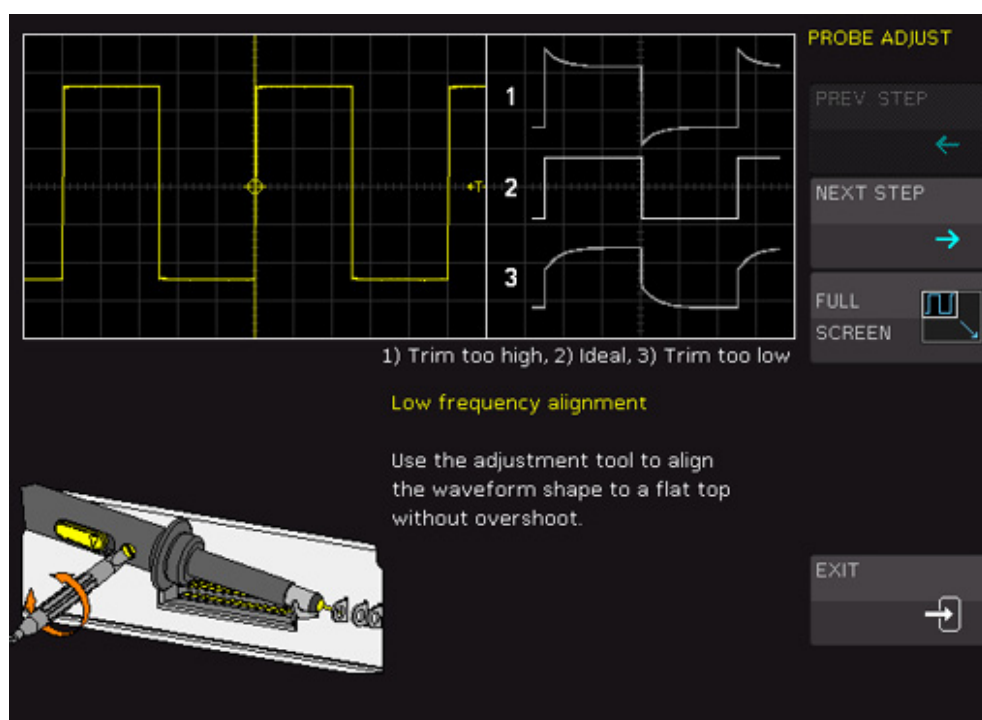 PROBE ADJUST
1
PREV STEP
T
2
NEXT STEP
3
FULL
SCREEN
1) Trim too high, 2) Ideal, 3) Trim too low
Low frequency alignment
Use the adjustment tool to align
the waveform shape to a flat top
without overshoot.
EXIT